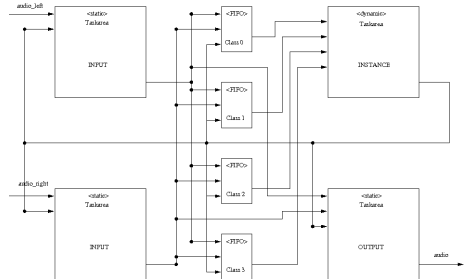 audio_left
<static>
Taskarea
INPUT
<FIFO>
Class 0
<dynamic>
Taskarea
INSTANCE
<FIFO>
Class 1
<FIFO>
Class 2
audio_right
<static>
Taskarea
INPUT
<FIFO>
Class 3
<static>
Taskarea
OUTPUT
audio